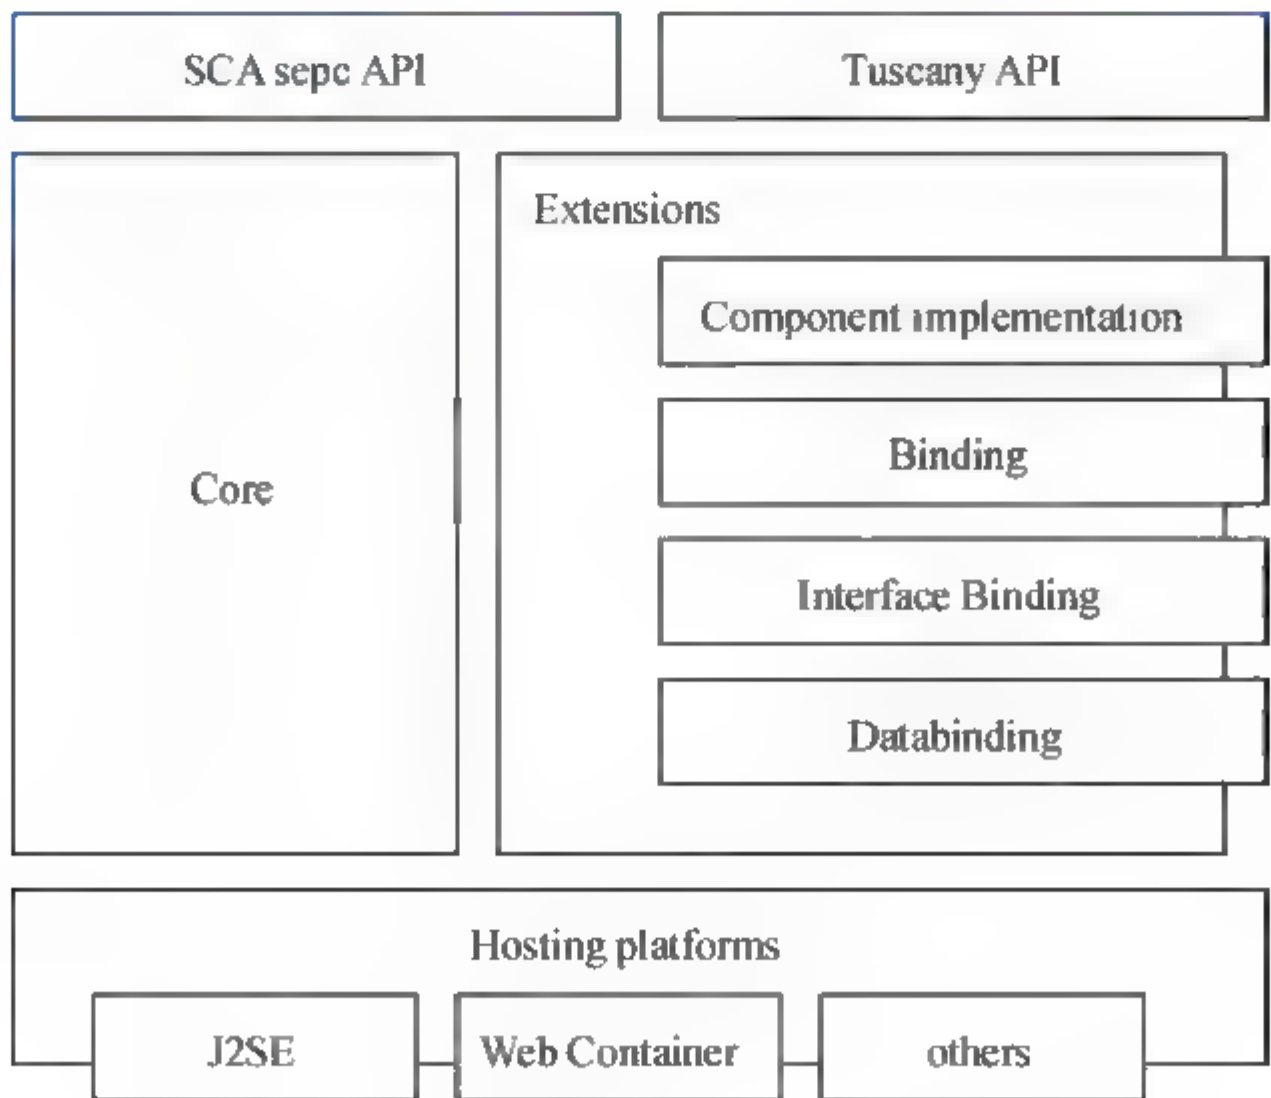 SCA sepc API
Tuscany API
Extensions
Component implementation
Binding
Core
Interface Binding
Databinding
Hosting platforms
J2SE
Web Container
others